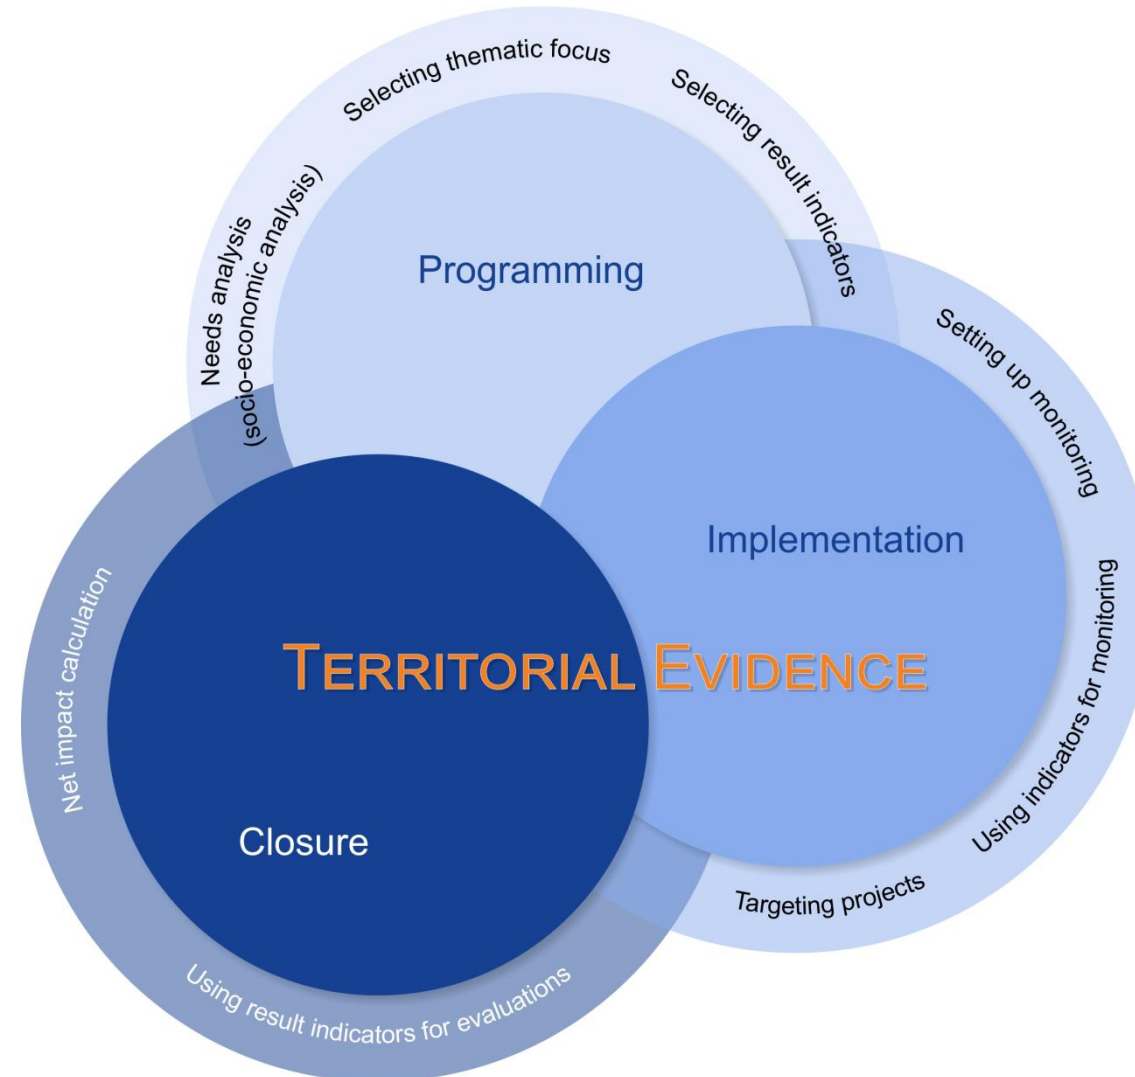 Needs analysis
(socio-economic analysis)
Selecting thematic focus
Selecting result indicators
Programming
Setting up monitoring
Using indicators for monitoring
Targeting projects
Implementation
TERRITORIAL EVIDENCE
Closure
Using result indicators for evaluations
Net impact calculation